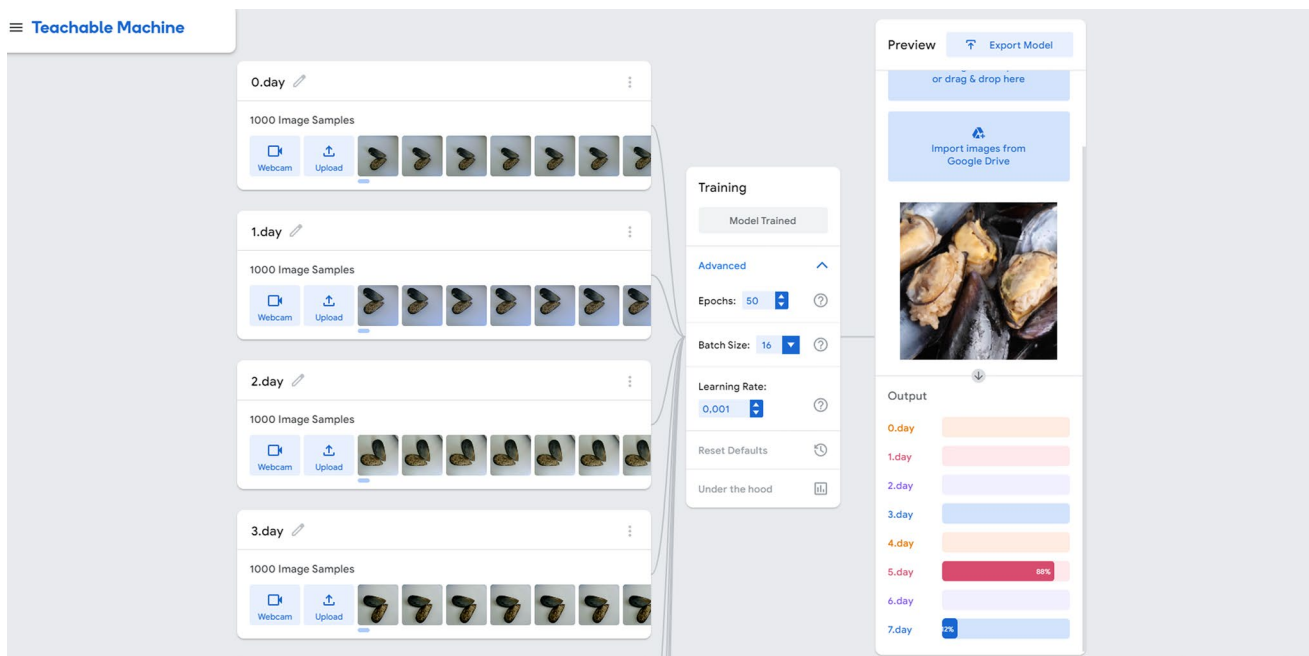 Teachable Machine
0.day
1000 Image Samples
Webcam
Upload
1.day
1000 Image Samples
Webcam
Upload
2.day
1000 Image Samples
Webcam
Upload
3.day
1000 Image Samples
Webcam
Upload
Training
Model Trained
Advanced
Epochs: 50
Batch Size: 16
Learning Rate:
0,001
Reset Defaults
Under the hood
Preview
Export Model
or drag & drop here
Import images from
Google Drive
Output
0.day
1.day
2.day
3.day
4.day
5.day 88%
6.day
7.day